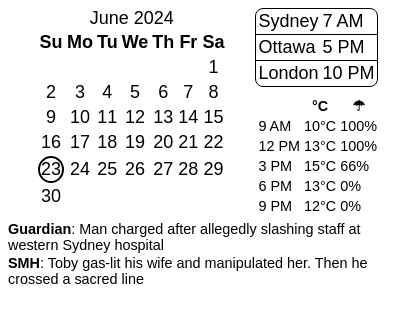 June 2024
Su Mo Tu We Th Fr Sa
1
2 3 4 5 6 7 8
9 10 11 12 13 14 15
16 17 18 19 20 21 22
23 24 25 26 27 28 29
30
Sydney 7 AM
Ottawa 5 PM
London 10 PM
°C ☂
9 AM 10°C 100%
12 PM 13°C 100%
3 PM 15°C 66%
6 PM 13°C 0%
9 PM 12°C 0%
Guardian: Man charged after allegedly slashing staff at
western Sydney hospital
SMH: Toby gas-lit his wife and manipulated her. Then he
crossed a sacred line